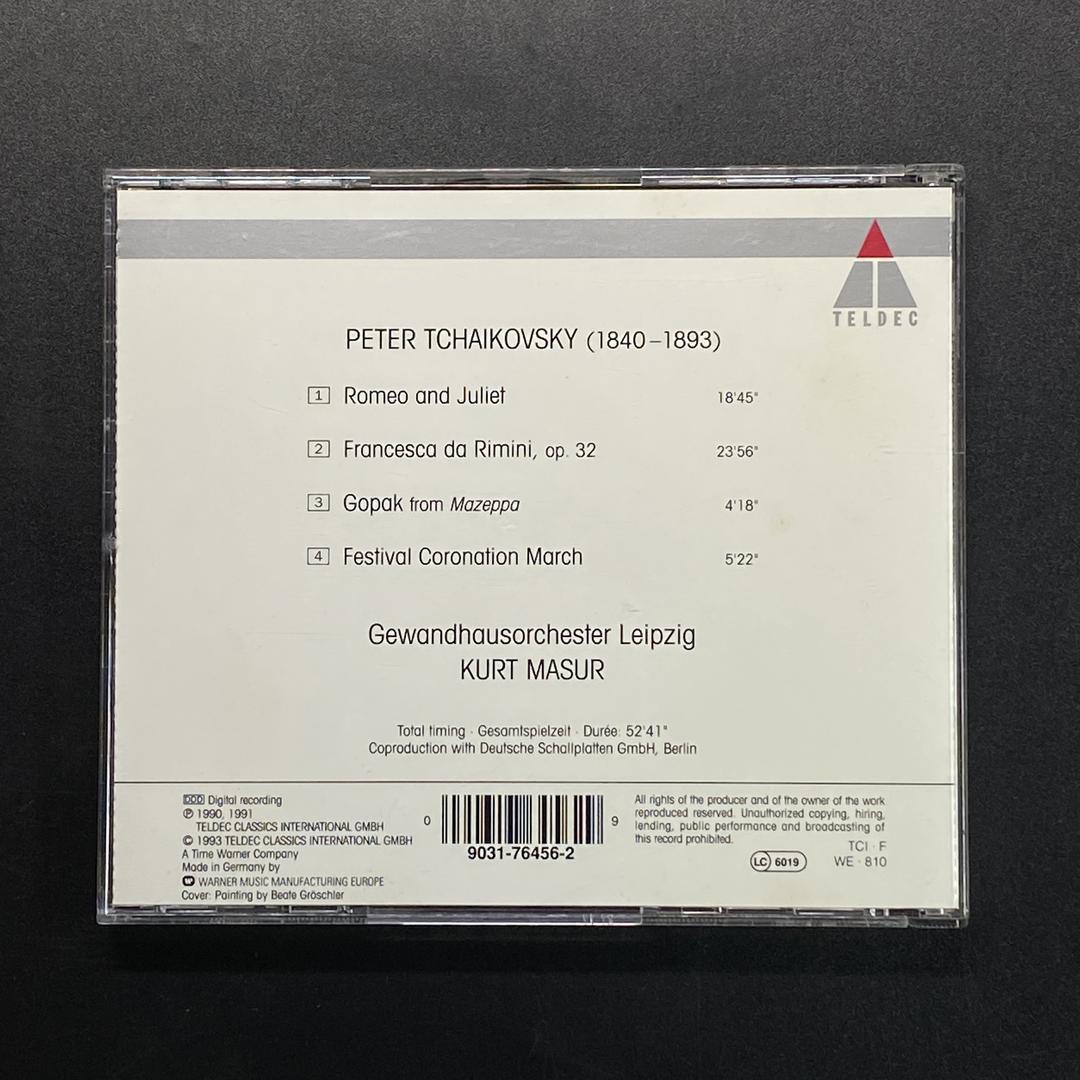 TELDEC
PETER TCHAIKOVSKY (1840–1893)
1 Romeo and Juliet 18'45"
2 Francesca da Rimini, op. 32 23'56"
3 Gopak from Mazeppa 4'18"
4 Festival Coronation March 5'22"
Gewandhausorchester Leipzig
KURT MASUR
Total timing · Gesamtspielzeit · Durée: 52'41"
Coproduction with Deutsche Schallplatten GmbH, Berlin
DDD Digital recording
℗ 1990, 1991
TELDEC CLASSICS INTERNATIONAL GMBH
© 1993 TELDEC CLASSICS INTERNATIONAL GMBH
A Time Warner Company
Made in Germany by
WARNER MUSIC MANUFACTURING EUROPE
Cover: Painting by Beate Gröschler
0 9
9031-76456-2
All rights of the producer and of the owner of the work
reproduced reserved. Unauthorized copying, hiring,
lending, public performance and broadcasting of
this record prohibited.
TCI · F
LC 6019 WE · 810